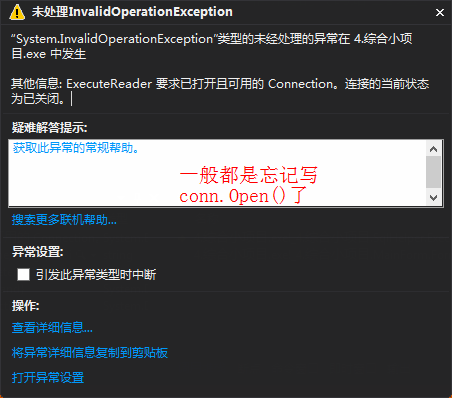 未处理InvalidOperationException
“System.InvalidOperationException”类型的未经处理的异常在 4.综合小项
目.exe 中发生
其他信息: ExecuteReader 要求已打开且可用的 Connection。连接的当前状态
为已关闭。
疑难解答提示:
获取此异常的常规帮助。
一般都是忘记写
conn.Open()了
搜索更多联机帮助...
异常设置:
引发此异常类型时中断
操作:
查看详细信息...
将异常详细信息复制到剪贴板
打开异常设置